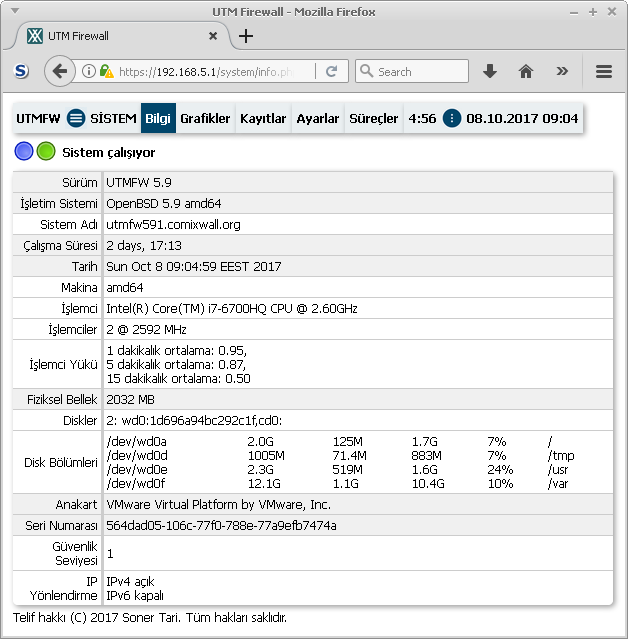 UTM Firewall - Mozilla Firefox
UTM Firewall
https://192.168.5.1/system/info.ph
Search
UTMFW SİSTEM Bilgi Grafikler Kayıtlar Ayarlar Süreçler 4:56 08.10.2017 09:04
Sistem çalışıyor
Sürüm UTMFW 5.9
İşletim Sistemi OpenBSD 5.9 amd64
Sistem Adı utmfw591.comixwall.org
Çalışma Süresi 2 days, 17:13
Tarih Sun Oct 8 09:04:59 EEST 2017
Makina amd64
İşlemci Intel(R) Core(TM) i7-6700HQ CPU @ 2.60GHz
İşlemciler 2 @ 2592 MHz
İşlemci Yükü
1 dakikalık ortalama: 0.95,
5 dakikalık ortalama: 0.87,
15 dakikalık ortalama: 0.50
Fiziksel Bellek 2032 MB
Diskler 2: wd0:1d696a94bc292c1f,cd0:
Disk Bölümleri
/dev/wd0a 2.0G 125M 1.7G 7% /
/dev/wd0d 1005M 71.4M 883M 7% /tmp
/dev/wd0e 2.3G 519M 1.6G 24% /usr
/dev/wd0f 12.1G 1.1G 10.4G 10% /var
Anakart VMware Virtual Platform by VMware, Inc.
Seri Numarası 564dad05-106c-77f0-788e-77a9efb7474a
Güvenlik
Seviyesi
1
IP
Yönlendirme
IPv4 açık
IPv6 kapalı
Telif hakkı (C) 2017 Soner Tari. Tüm hakları saklıdır.